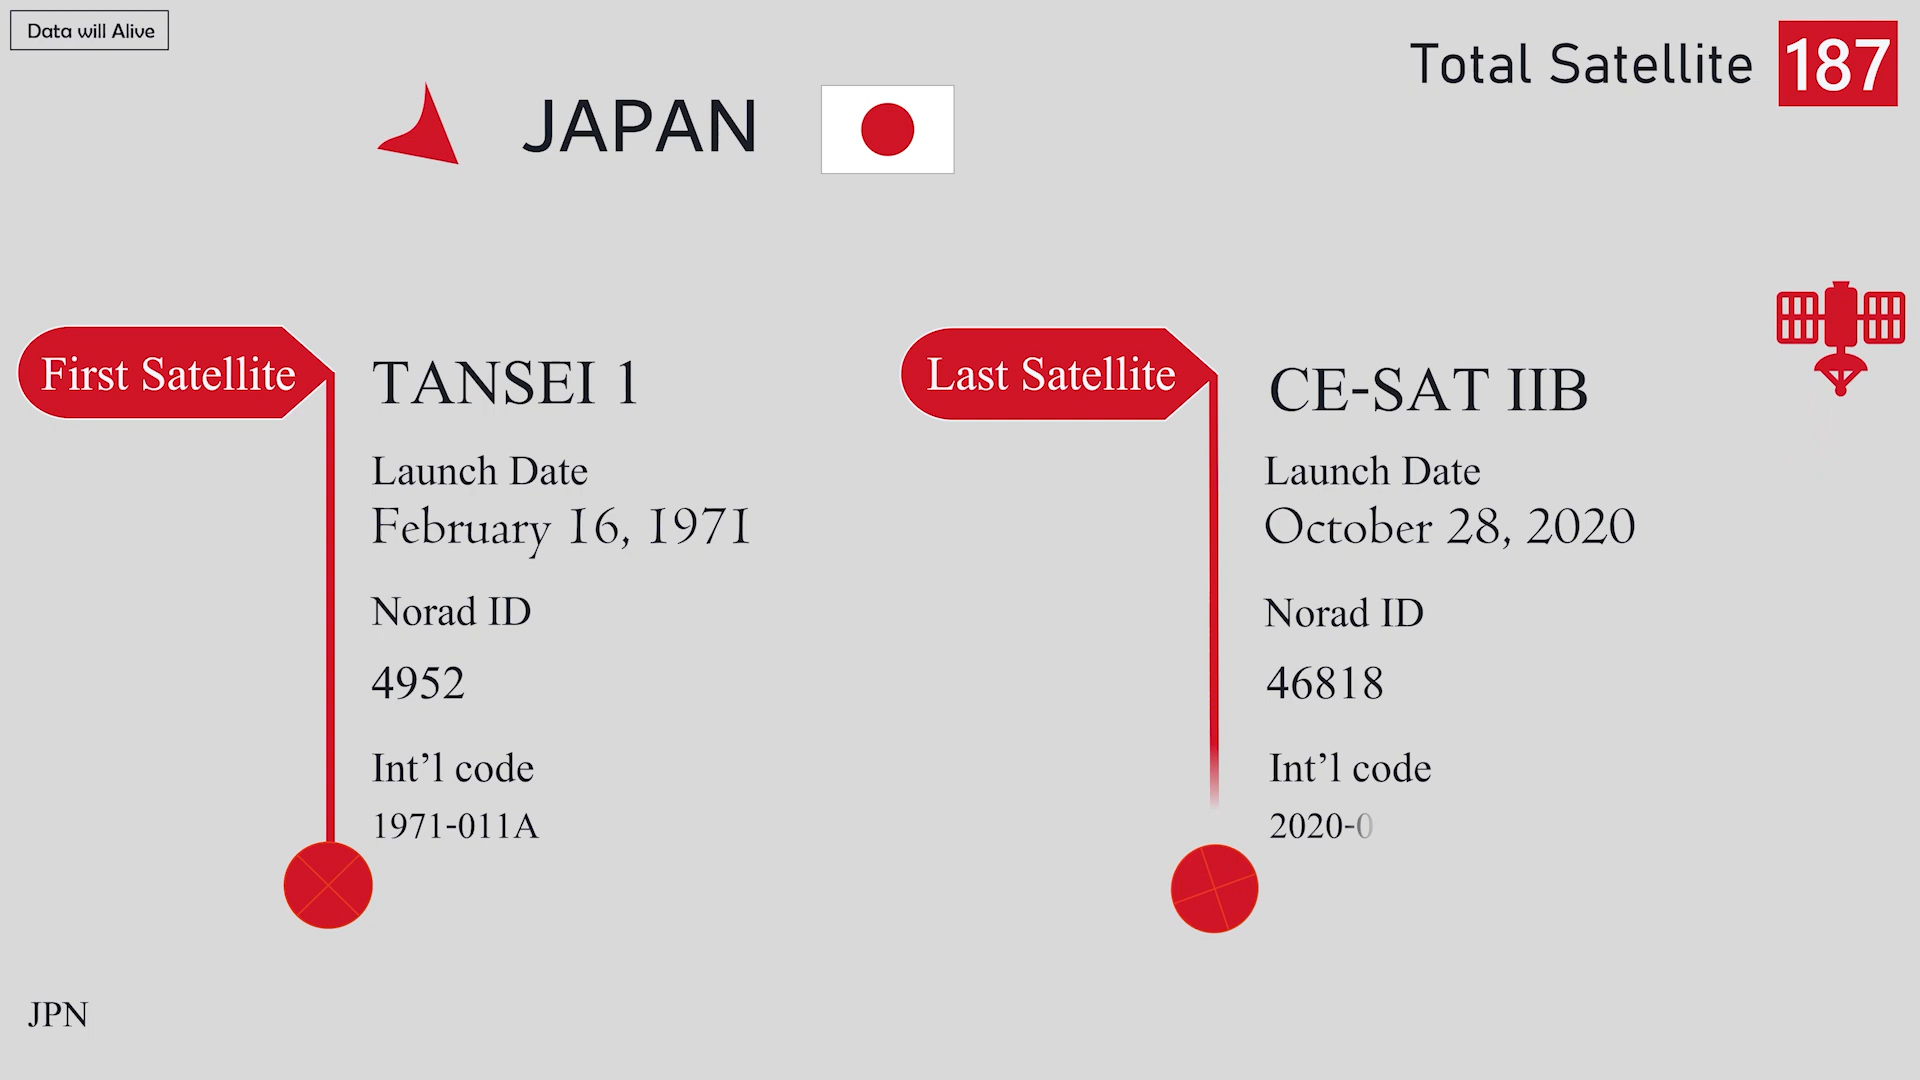 Data will Alive
JAPAN
Total Satellite 187
First Satellite
TANSEI 1
Launch Date
February 16, 1971
Norad ID
4952
Int'l code
1971-011A
Last Satellite
CE-SAT IIB
Launch Date
October 28, 2020
Norad ID
46818
Int'l code
2020-0
JPN